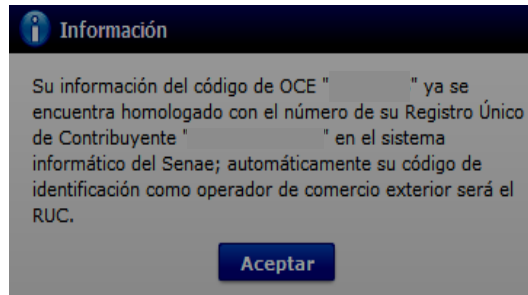 Información
Su información del código de OCE " " ya se
encuentra homologado con el número de su Registro Único
de Contribuyente " " en el sistema
informático del Senae; automáticamente su código de
identificación como operador de comercio exterior será el
RUC.
Aceptar